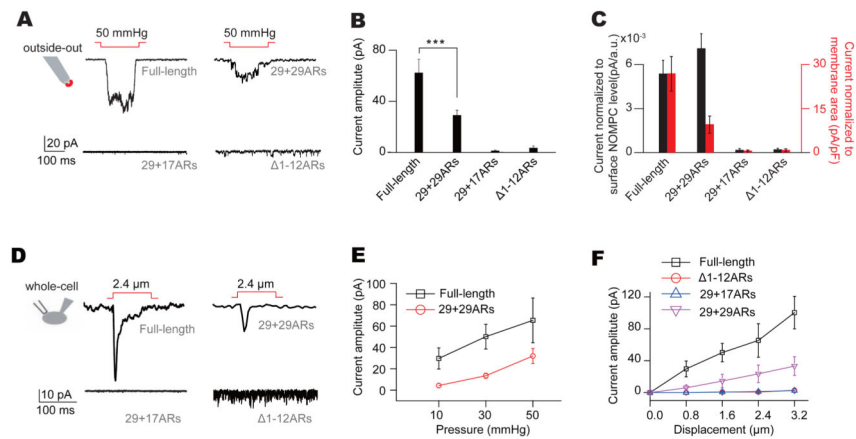 A
50 mmHg
50 mmHg
outside-out
Full-length
29+29ARs
20 pA
100 ms
29+17ARs
Δ1-12ARs
B
Current amplitude (pA)
80
40
0
***
Full-length
29+29ARs
29+17ARs
Δ1-12ARs
C
Current normalized to
surface NOMPC level(pA/a.u.)
×10⁻³
6
3
0
30
15
0
Current normalized to
membrane area (pA/pF)
Full-length
29+29ARs
29+17ARs
Δ1-12ARs
D
whole-cell
2.4 µm
2.4 µm
Full-length
29+29ARs
10 pA
100 ms
29+17ARs
Δ1-12ARs
E
Current amplitude (pA)
100
80
60
40
20
0
Full-length
29+29ARs
10
30
50
Pressure (mmHg)
F
Full-length
Δ1-12ARs
29+17ARs
29+29ARs
Current amplitude (pA)
120
80
40
0
0.0
0.8
1.6
2.4
3.2
Displacement (µm)